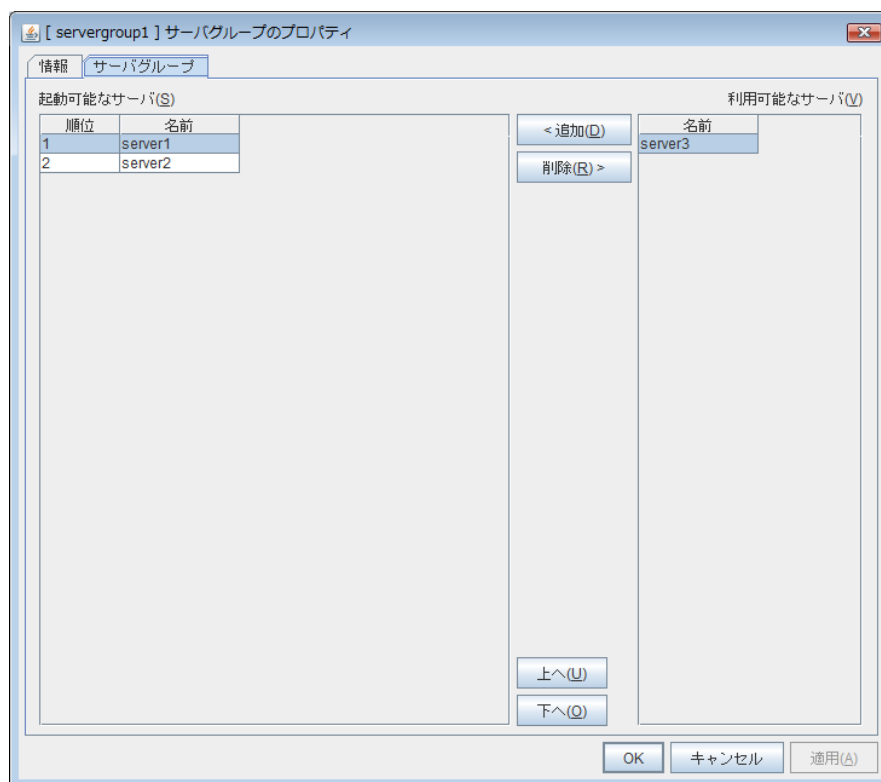 [ servergroup1 ] サーバグループのプロパティ
情報 サーバグループ
起動可能なサーバ(S) 利用可能なサーバ(V)
順位 名前 < 追加(D) 名前
1 server1 server3
2 server2 削除(R) >
上へ(U)
下へ(O)
OK キャンセル 適用(A)